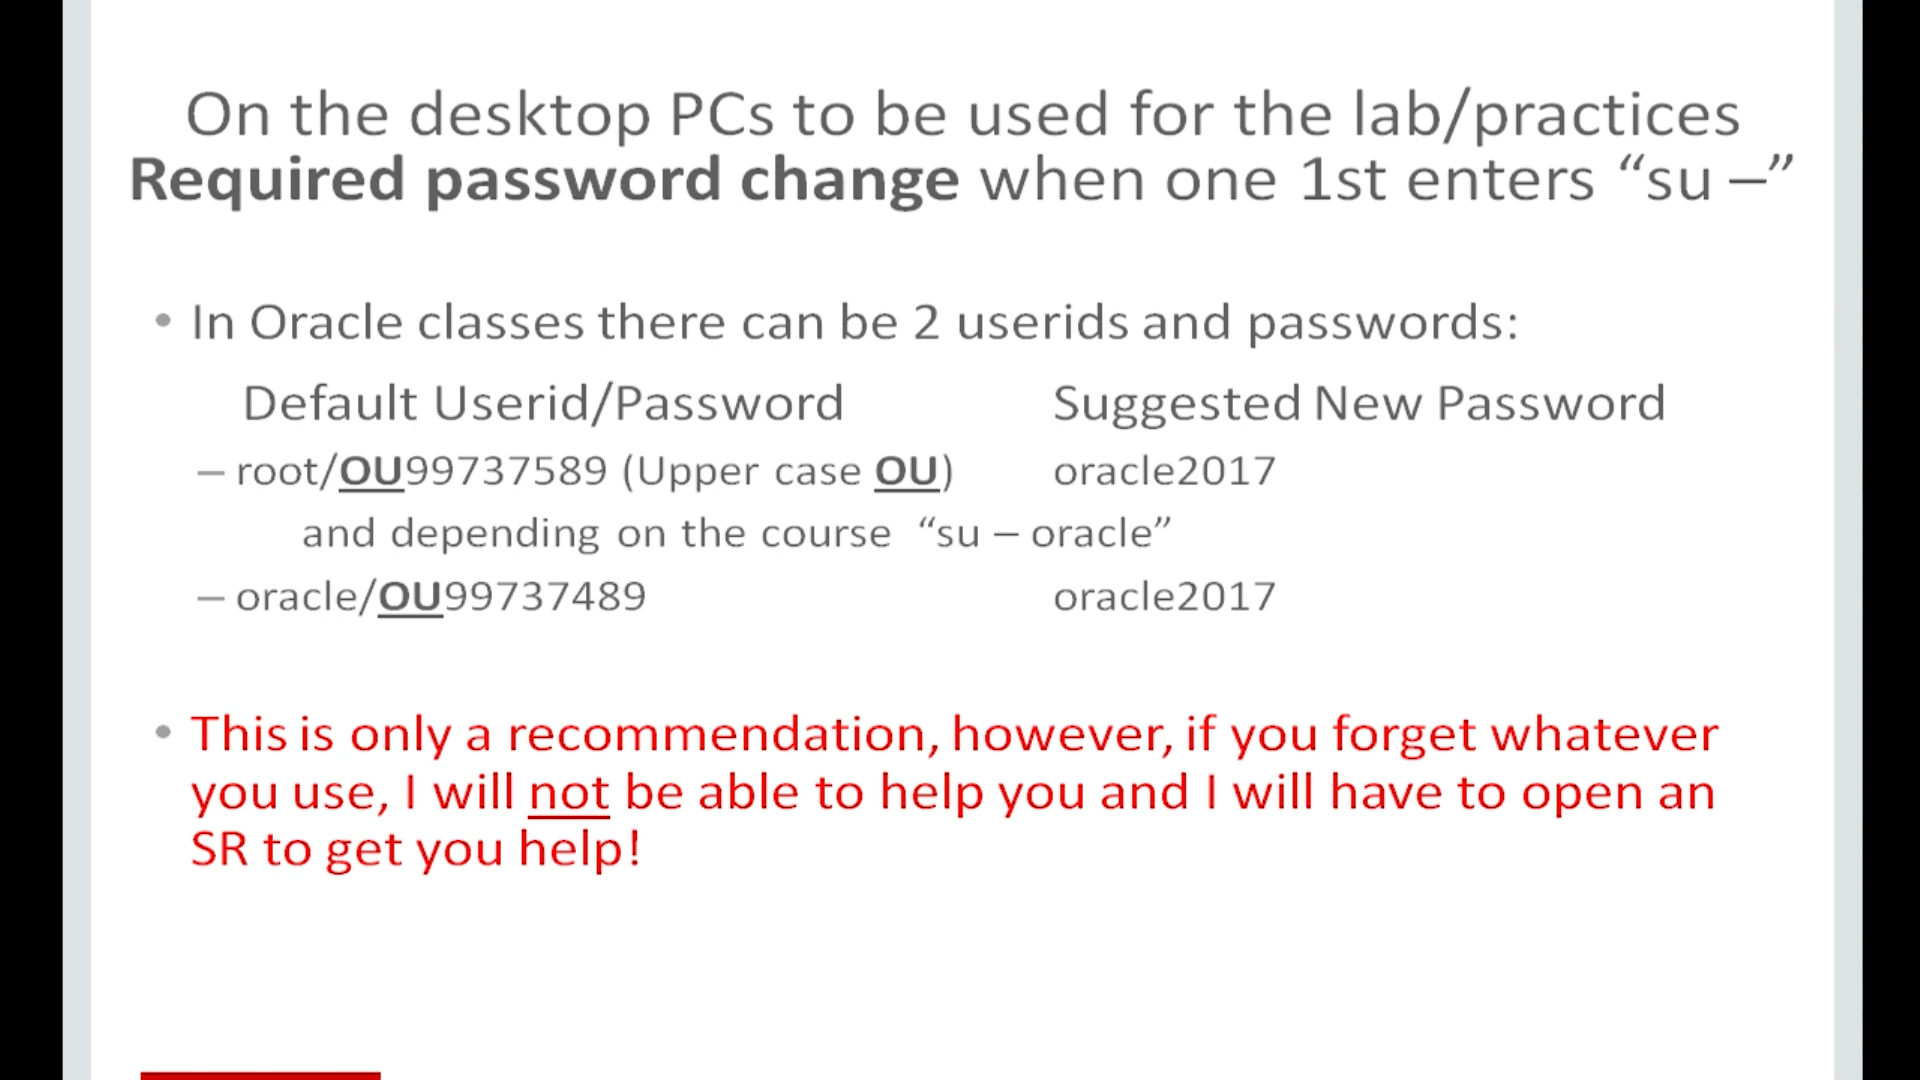 On the desktop PCs to be used for the lab/practices
Required password change when one 1st enters “su –”
• In Oracle classes there can be 2 userids and passwords:
Default Userid/Password Suggested New Password
– root/OU99737589 (Upper case OU) oracle2017
and depending on the course “su – oracle”
– oracle/OU99737489 oracle2017
• This is only a recommendation, however, if you forget whatever
you use, I will not be able to help you and I will have to open an
SR to get you help!